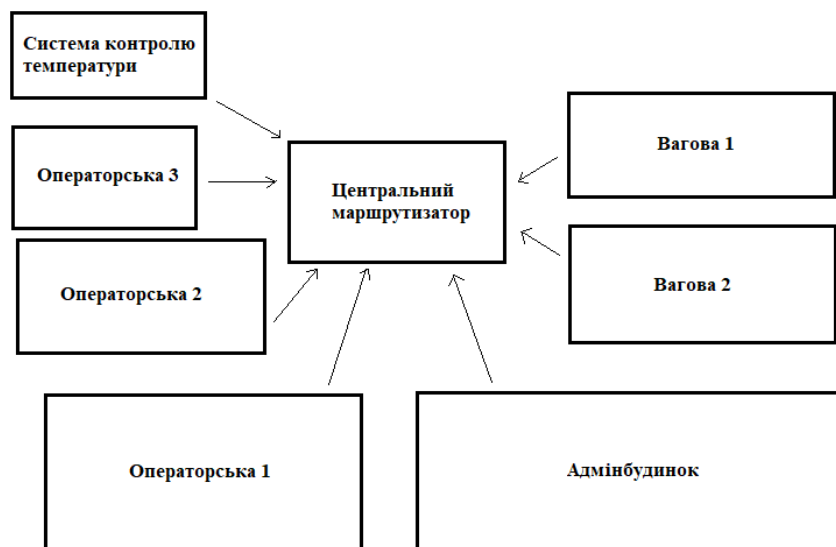 Система контролю
температури
Операторська 3
Операторська 2
Операторська 1
Центральний
маршрутизатор
Вагова 1
Вагова 2
Адмінбудинок